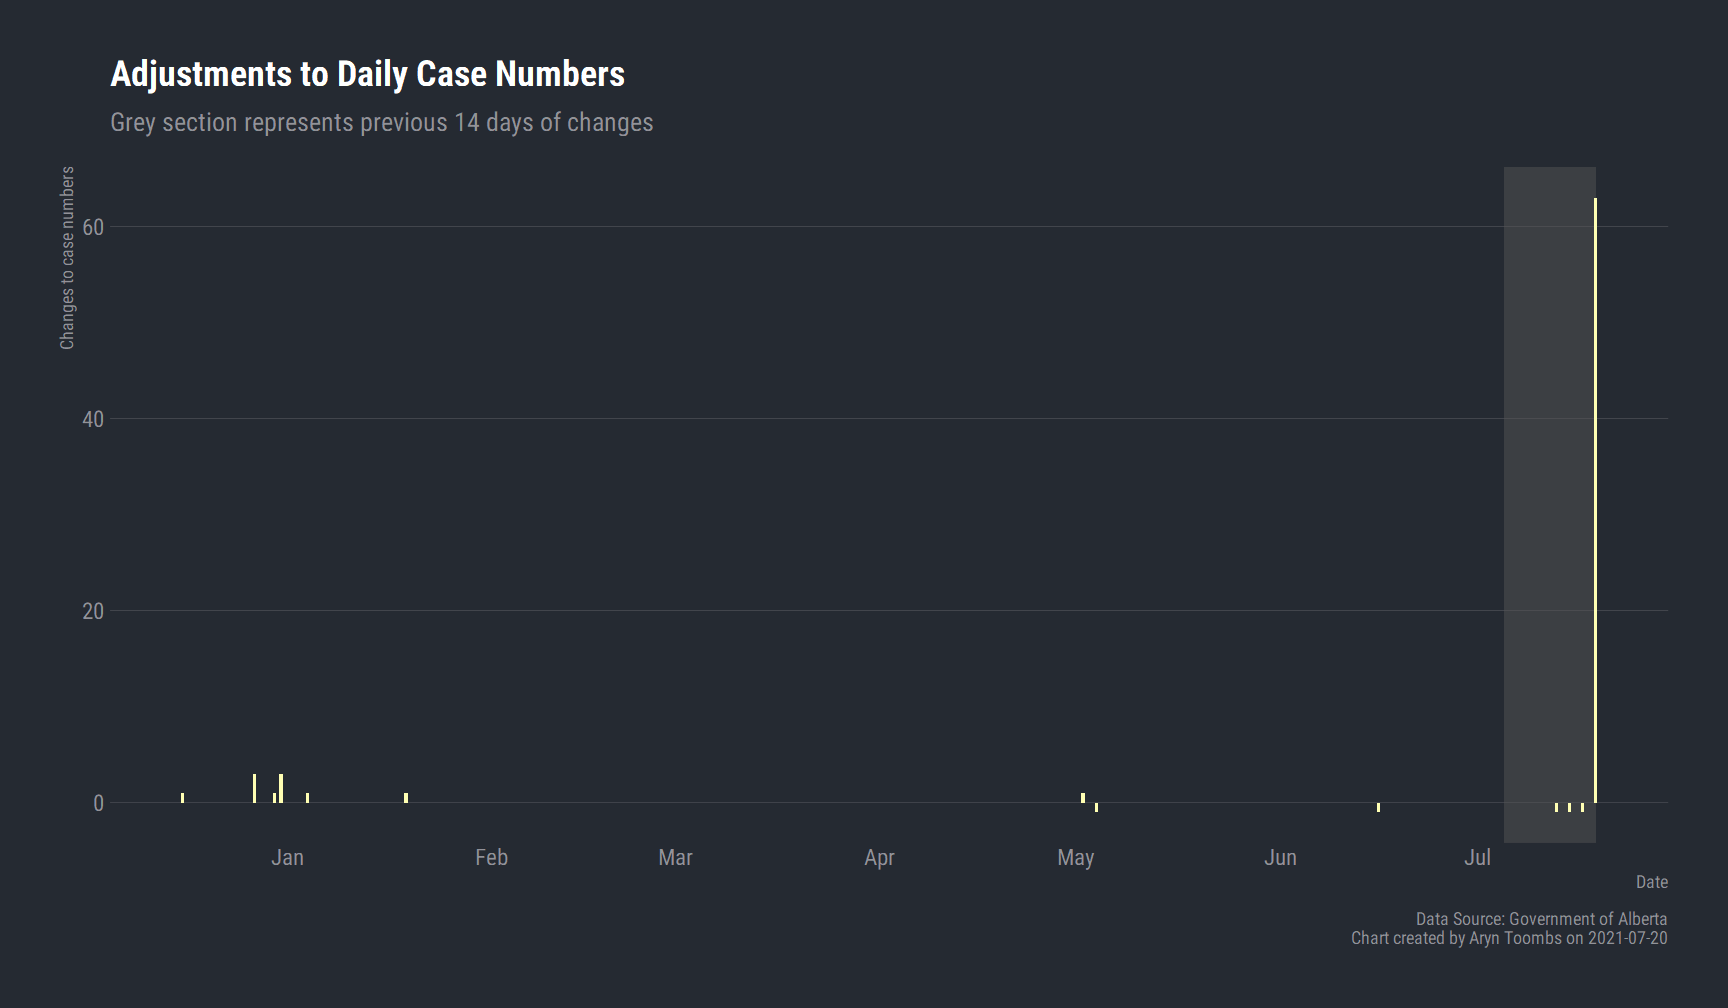 Adjustments to Daily Case Numbers
Grey section represents previous 14 days of changes
Changes to case numbers
60
40
20
0
Jan Feb Mar Apr May Jun Jul
Date
Data Source: Government of Alberta
Chart created by Aryn Toombs on 2021-07-20